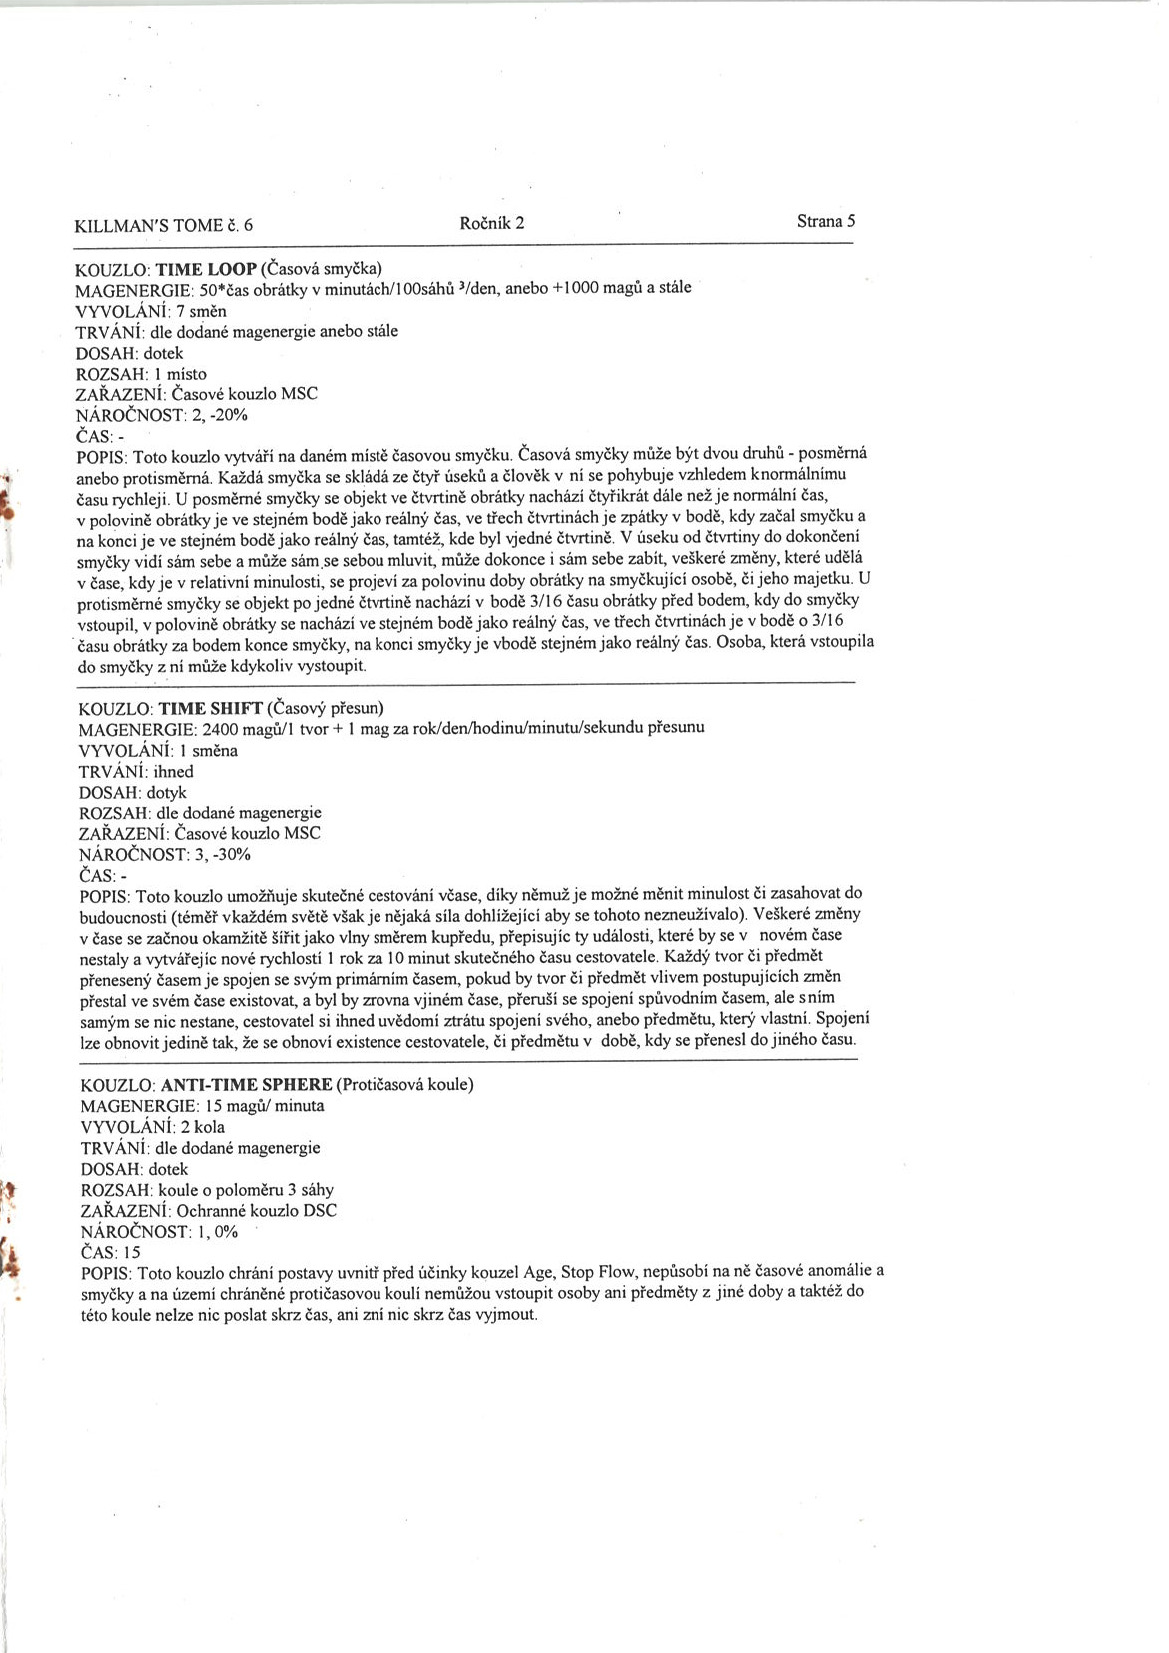 KILLMAN'S TOME č. 6 Ročník 2 Strana 5
KOUZLO: TIME LOOP (Časová smyčka)
MAGENERGIE: 50*čas obrátky v minutách/100sáhů ³/den, anebo +1000 magů a stále
VYVOLÁNÍ: 7 směn
TRVÁNÍ: dle dodané magenergie anebo stále
DOSAH: dotek
ROZSAH: 1 místo
ZAŘAZENÍ: Časové kouzlo MSC
NÁROČNOST: 2, -20%
ČAS: -
POPIS: Toto kouzlo vytváří na daném místě časovou smyčku. Časová smyčky může být dvou druhů - posměrná
anebo protisměrná. Každá smyčka se skládá ze čtyř úseků a člověk v ní se pohybuje vzhledem knormálnímu
času rychleji. U posměrné smyčky se objekt ve čtvrtině obrátky nachází čtyřikrát dále než je normální čas,
v polovině obrátky je ve stejném bodě jako reálný čas, ve třech čtvrtinách je zpátky v bodě, kdy začal smyčku a
na konci je ve stejném bodě jako reálný čas, tamtéž, kde byl vjedné čtvrtině. V úseku od čtvrtiny do dokončení
smyčky vidí sám sebe a může sám se sebou mluvit, může dokonce i sám sebe zabít, veškeré změny, které udělá
v čase, kdy je v relativní minulosti, se projeví za polovinu doby obrátky na smyčkující osobě, či jeho majetku. U
protisměrné smyčky se objekt po jedné čtvrtině nachází v bodě 3/16 času obrátky před bodem, kdy do smyčky
vstoupil, v polovině obrátky se nachází ve stejném bodě jako reálný čas, ve třech čtvrtinách je v bodě o 3/16
času obrátky za bodem konce smyčky, na konci smyčky je vbodě stejném jako reálný čas. Osoba, která vstoupila
do smyčky z ní může kdykoliv vystoupit.
KOUZLO: TIME SHIFT (Časový přesun)
MAGENERGIE: 2400 magů/1 tvor + 1 mag za rok/den/hodinu/minutu/sekundu přesunu
VYVOLÁNÍ: 1 směna
TRVÁNÍ: ihned
DOSAH: dotyk
ROZSAH: dle dodané magenergie
ZAŘAZENÍ: Časové kouzlo MSC
NÁROČNOST: 3, -30%
ČAS: -
POPIS: Toto kouzlo umožňuje skutečné cestování včase, díky němuž je možné měnit minulost či zasahovat do
budoucnosti (téměř vkaždém světě však je nějaká síla dohlížející aby se tohoto nezneužívalo). Veškeré změny
v čase se začnou okamžitě šířit jako vlny směrem kupředu, přepisujíc ty události, které by se v novém čase
nestaly a vytvářejíc nové rychlostí 1 rok za 10 minut skutečného času cestovatele. Každý tvor či předmět
přenesený časem je spojen se svým primárním časem, pokud by tvor či předmět vlivem postupujících změn
přestal ve svém čase existovat, a byl by zrovna vjiném čase, přeruší se spojení spůvodním časem, ale sním
samým se nic nestane, cestovatel si ihned uvědomí ztrátu spojení svého, anebo předmětu, který vlastní. Spojení
lze obnovit jedině tak, že se obnoví existence cestovatele, či předmětu v době, kdy se přenesl do jiného času.
KOUZLO: ANTI-TIME SPHERE (Protičasová koule)
MAGENERGIE: 15 magů/ minuta
VYVOLÁNÍ: 2 kola
TRVÁNÍ: dle dodané magenergie
DOSAH: dotek
ROZSAH: koule o poloměru 3 sáhy
ZAŘAZENÍ: Ochranné kouzlo DSC
NÁROČNOST: 1, 0%
ČAS: 15
POPIS: Toto kouzlo chrání postavy uvnitř před účinky kouzel Age, Stop Flow, nepůsobí na ně časové anomálie a
smyčky a na území chráněné protičasovou koulí nemůžou vstoupit osoby ani předměty z jiné doby a taktéž do
této koule nelze nic poslat skrz čas, ani zní nic skrz čas vyjmout.